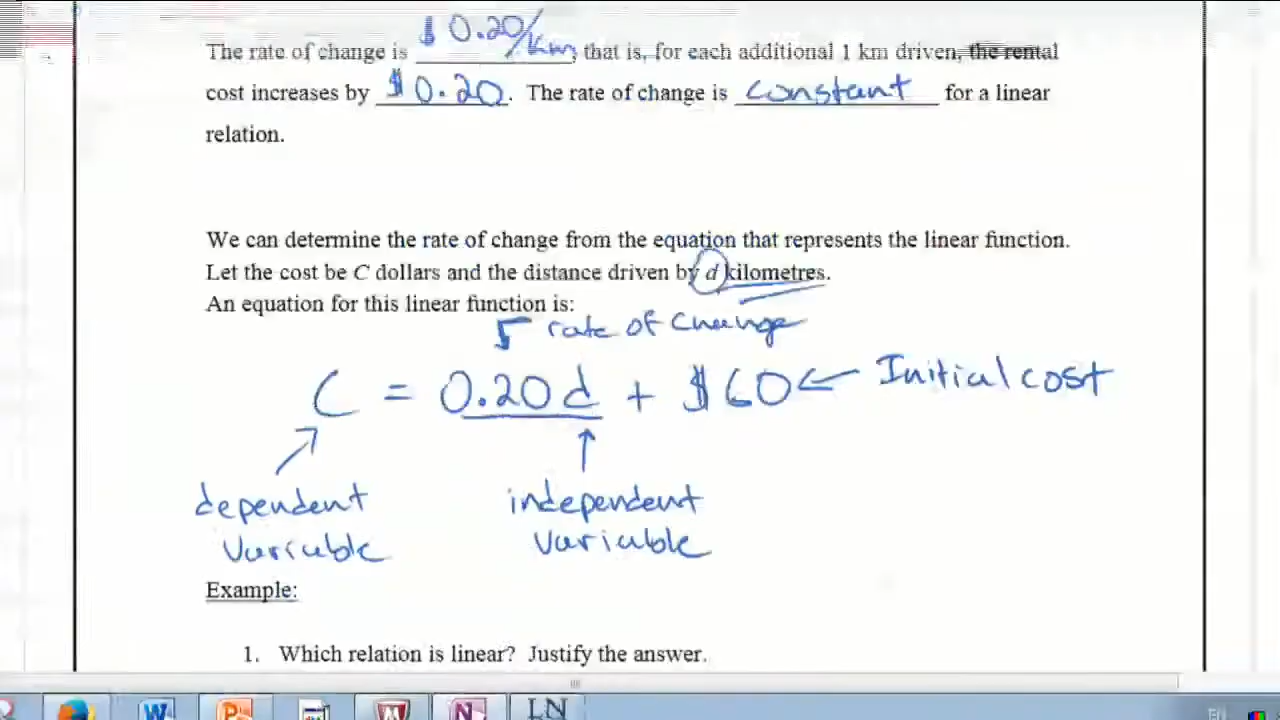 The rate of change is $0.20/km, that is, for each additional 1 km driven, the rental
cost increases by $0.20. The rate of change is constant for a linear
relation.
We can determine the rate of change from the equation that represents the linear function.
Let the cost be C dollars and the distance driven by d kilometres.
An equation for this linear function is:
rate of change
C = 0.20d + $60 ← Initial cost
dependent variable
independent variable
Example:
1. Which relation is linear? Justify the answer.
W
P
N
LN
EN